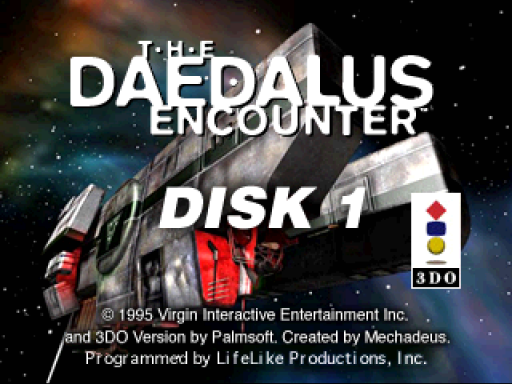 T·H·E
DAEDALUS
ENCOUNTER™
DISK 1
3DO
© 1995 Virgin Interactive Entertainment Inc.
and 3DO Version by Palmsoft. Created by Mechadeus.
Programmed by LifeLike Productions, Inc.